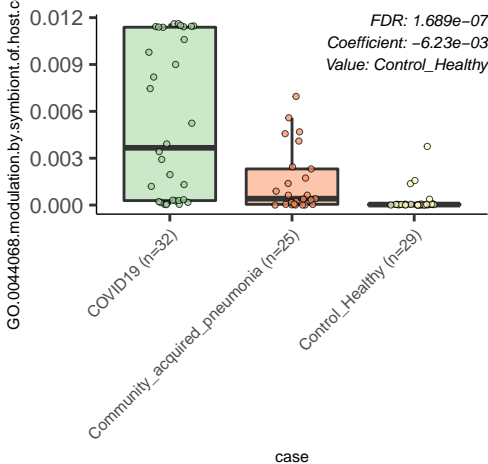 FDR: 1.689e−07
Coefficient: −6.23e−03
Value: Control_Healthy
GO.0044068.modulation.by.symbiont.of.host.c
0.012
0.009
0.006
0.003
0.000
COVID19 (n=32)
Community_acquired_pneumonia (n=25)
Control_Healthy (n=29)
case